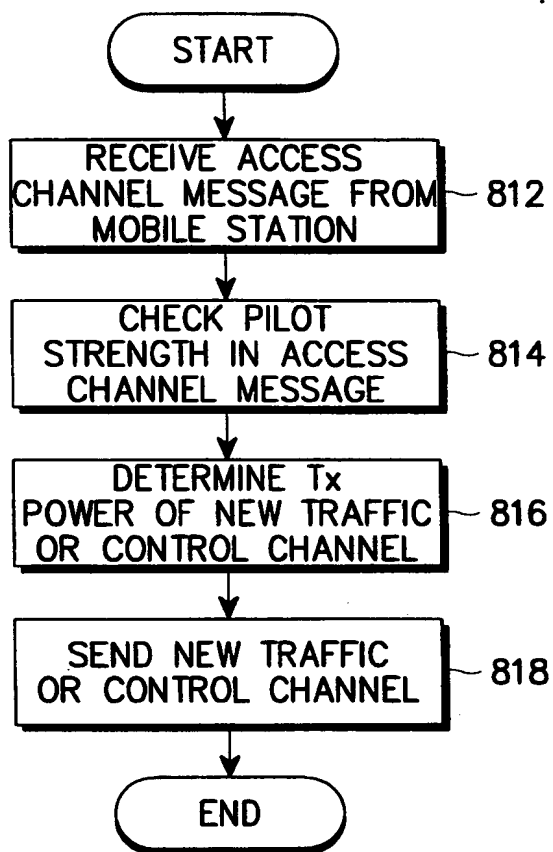 START
RECEIVE ACCESS
CHANNEL MESSAGE FROM
MOBILE STATION
812
CHECK PILOT
STRENGTH IN ACCESS
CHANNEL MESSAGE
814
DETERMINE Tx
POWER OF NEW TRAFFIC
OR CONTROL CHANNEL
816
SEND NEW TRAFFIC
OR CONTROL CHANNEL
818
END